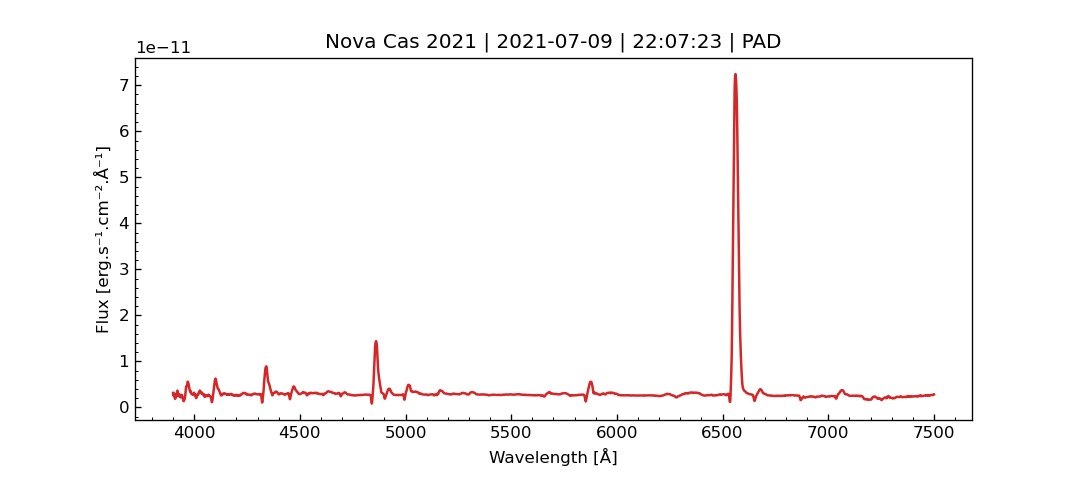 Nova Cas 2021 | 2021-07-09 | 22:07:23 | PAD
1e−11
7
6
5
4
3
2
1
0
Flux [erg.s⁻¹.cm⁻².Å⁻¹]
4000 4500 5000 5500 6000 6500 7000 7500
Wavelength [Å]